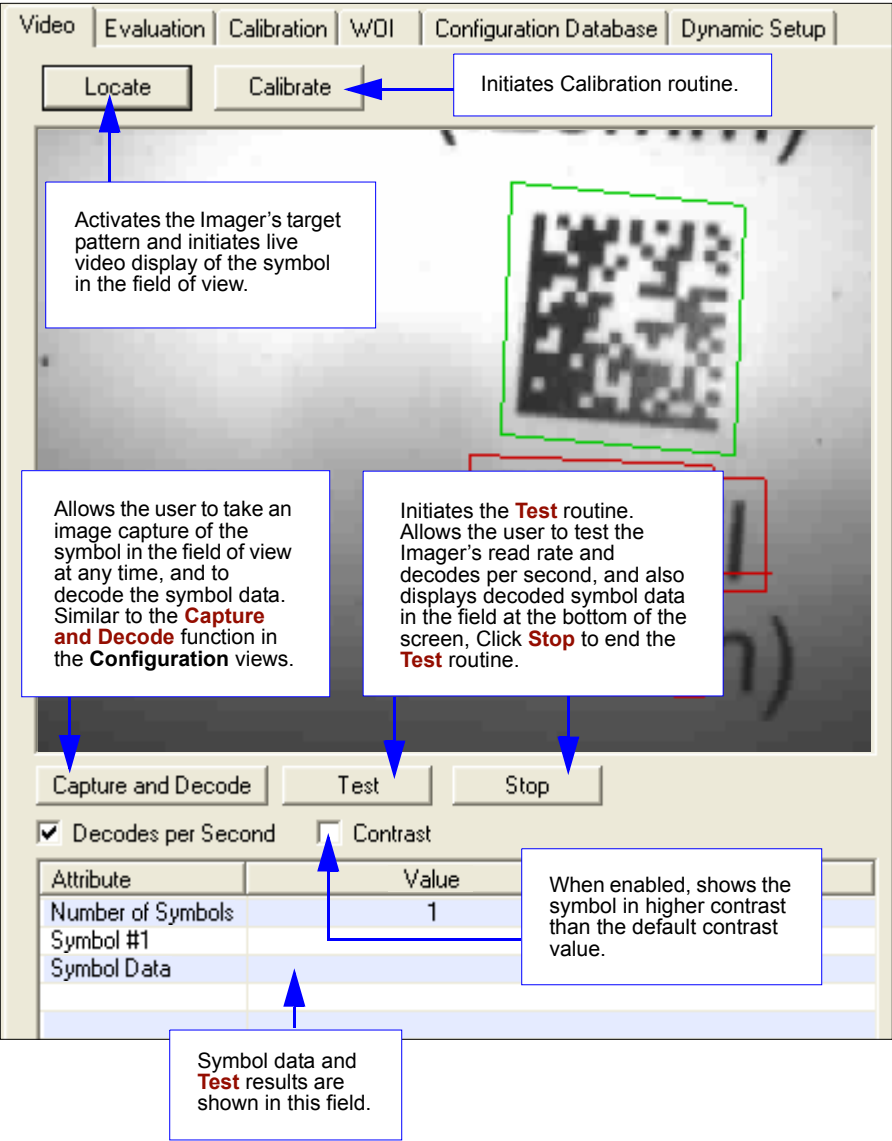 Video Evaluation Calibration WOI Configuration Database Dynamic Setup
Locate Calibrate
Initiates Calibration routine.
Activates the Imager's target
pattern and initiates live
video display of the symbol
in the field of view.
Allows the user to take an
image capture of the
symbol in the field of view
at any time, and to
decode the symbol data.
Similar to the Capture
and Decode function in
the Configuration views.
Initiates the Test routine.
Allows the user to test the
Imager's read rate and
decodes per second, and also
displays decoded symbol data
in the field at the bottom of the
screen, Click Stop to end the
Test routine.
Capture and Decode Test Stop
Decodes per Second Contrast
Attribute Value
Number of Symbols 1
Symbol #1
Symbol Data
When enabled, shows the
symbol in higher contrast
than the default contrast
value.
Symbol data and
Test results are
shown in this field.